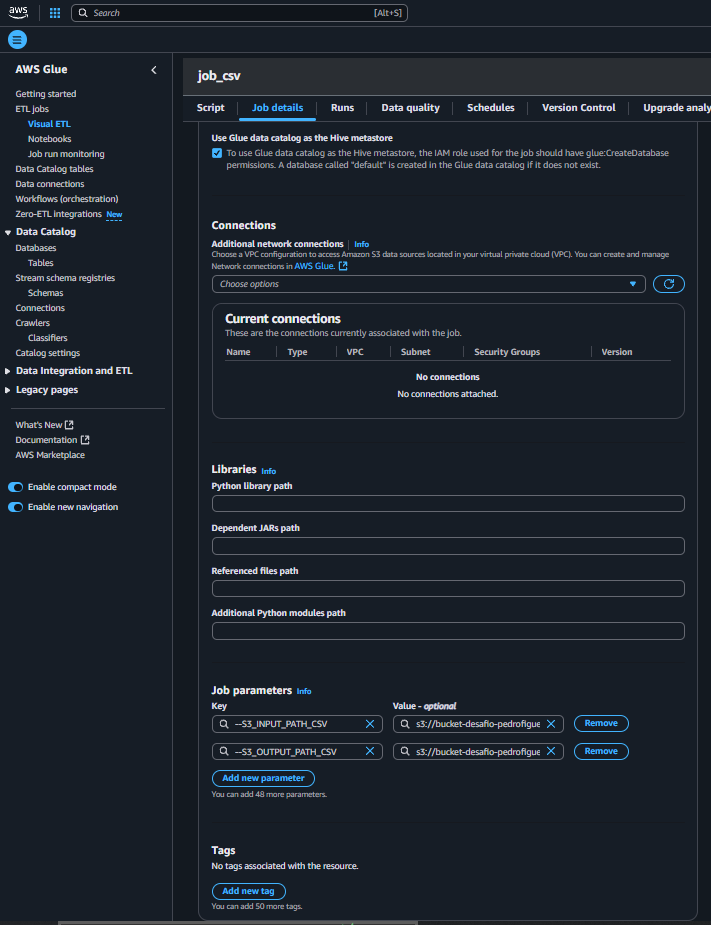 aws
Search
[Alt+S]
AWS Glue
Getting started
ETL jobs
Visual ETL
Notebooks
Job run monitoring
Data Catalog tables
Data connections
Workflows (orchestration)
Zero-ETL integrations New
Data Catalog
Databases
Tables
Stream schema registries
Schemas
Connections
Crawlers
Classifiers
Catalog settings
Data Integration and ETL
Legacy pages
What's New
Documentation
AWS Marketplace
Enable compact mode
Enable new navigation
job_csv
Script Job details Runs Data quality Schedules Version Control Upgrade analy
Use Glue data catalog as the Hive metastore
To use Glue data catalog as the Hive metastore, the IAM role used for the job should have glue:CreateDatabase
permissions. A database called "default" is created in the Glue data catalog if it does not exist.
Connections
Additional network connections Info
Choose a VPC configuration to access Amazon S3 data sources located in your virtual private cloud (VPC). You can create and manage
Network connections in AWS Glue.
Choose options
Current connections
These are the connections currently associated with the job.
Name Type VPC Subnet Security Groups Version
No connections
No connections attached.
Libraries Info
Python library path
Dependent JARs path
Referenced files path
Additional Python modules path
Job parameters Info
Key Value - optional
--S3_INPUT_PATH_CSV s3://bucket-desafio-pedrofigue Remove
--S3_OUTPUT_PATH_CSV s3://bucket-desafio-pedrofigue Remove
Add new parameter
You can add 48 more parameters.
Tags
No tags associated with the resource.
Add new tag
You can add 50 more tags.